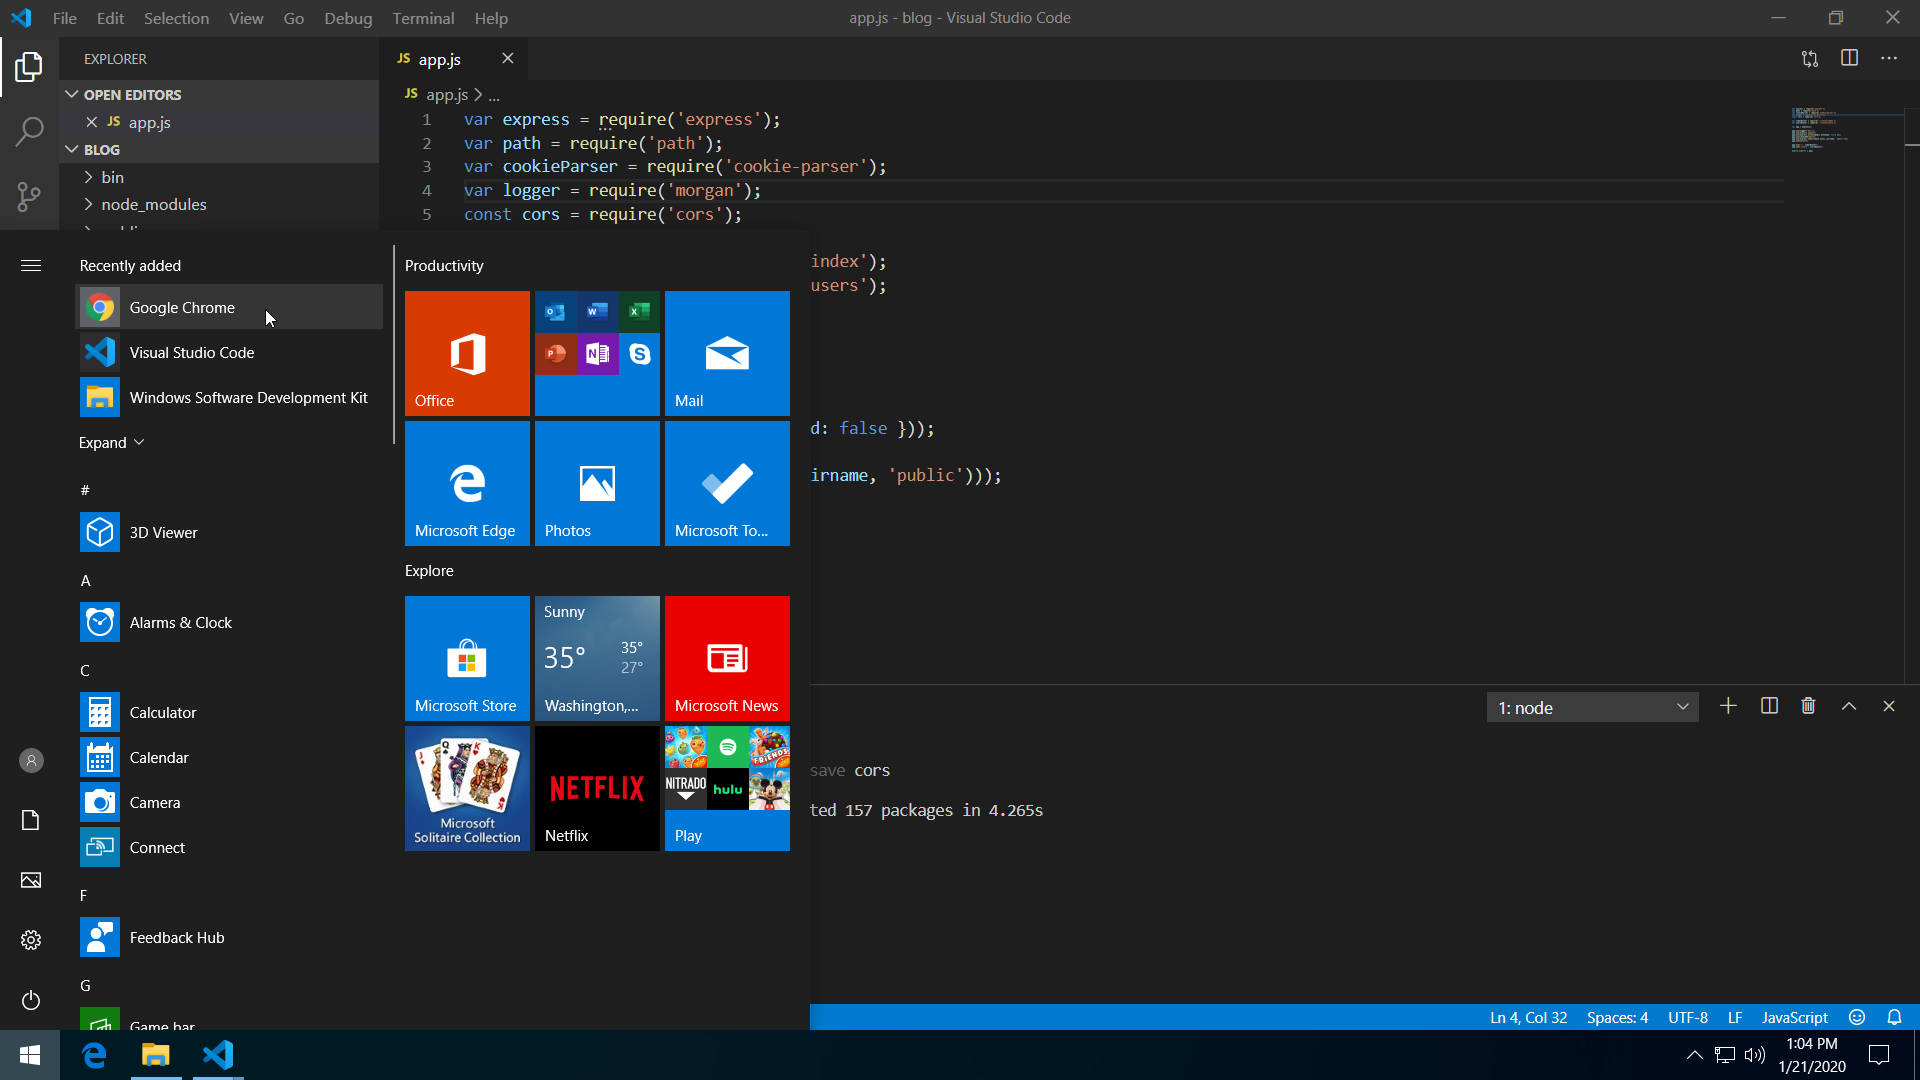 File Edit Selection View Go Debug Terminal Help
app.js - blog - Visual Studio Code
EXPLORER
JS app.js
OPEN EDITORS
JS app.js > ...
JS app.js
1 var express = require('express');
BLOG
2 var path = require('path');
bin
3 var cookieParser = require('cookie-parser');
node_modules
4 var logger = require('morgan');
5 const cors = require('cors');
Recently added
Productivity
index');
users');
Google Chrome
Visual Studio Code
Windows Software Development Kit
Office
Mail
Expand
d: false }));
irname, 'public')));
#
3D Viewer
Microsoft Edge
Photos
Microsoft To...
Explore
A
Alarms & Clock
Sunny
35°
35°
27°
C
Microsoft Store
Washington,...
Microsoft News
Calculator
1: node
Calendar
save cors
NITRADO
hulu
FRIENDS
NETFLIX
Camera
ted 157 packages in 4.265s
Microsoft
Solitaire Collection
Netflix
Play
Connect
F
Feedback Hub
G
Game bar
Ln 4, Col 32 Spaces: 4 UTF-8 LF JavaScript
1:04 PM
1/21/2020